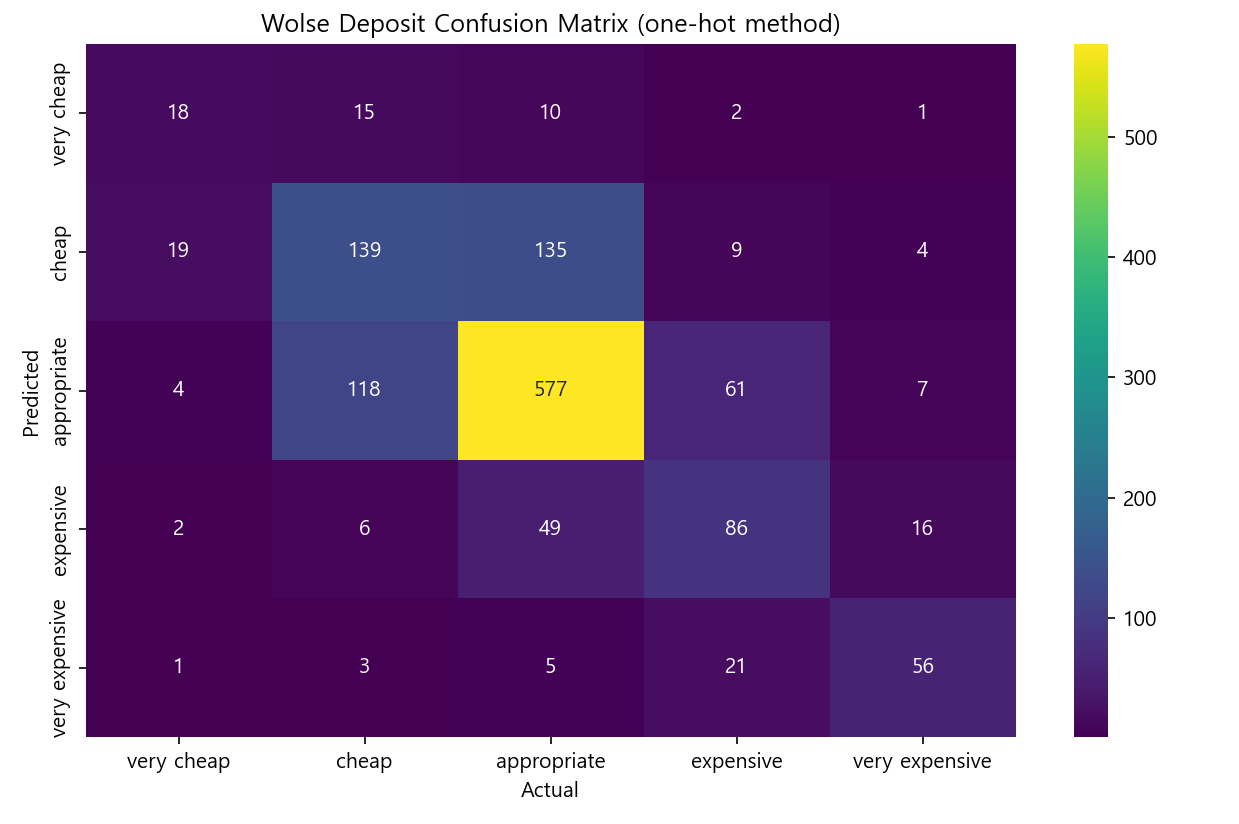 Wolse Deposit Confusion Matrix (one-hot method)
Predicted
very cheap
18 15 10 2 1
cheap
19 139 135 9 4
appropriate
4 118 577 61 7
expensive
2 6 49 86 16
very expensive
1 3 5 21 56
very cheap cheap appropriate expensive very expensive
Actual
500
400
300
200
100